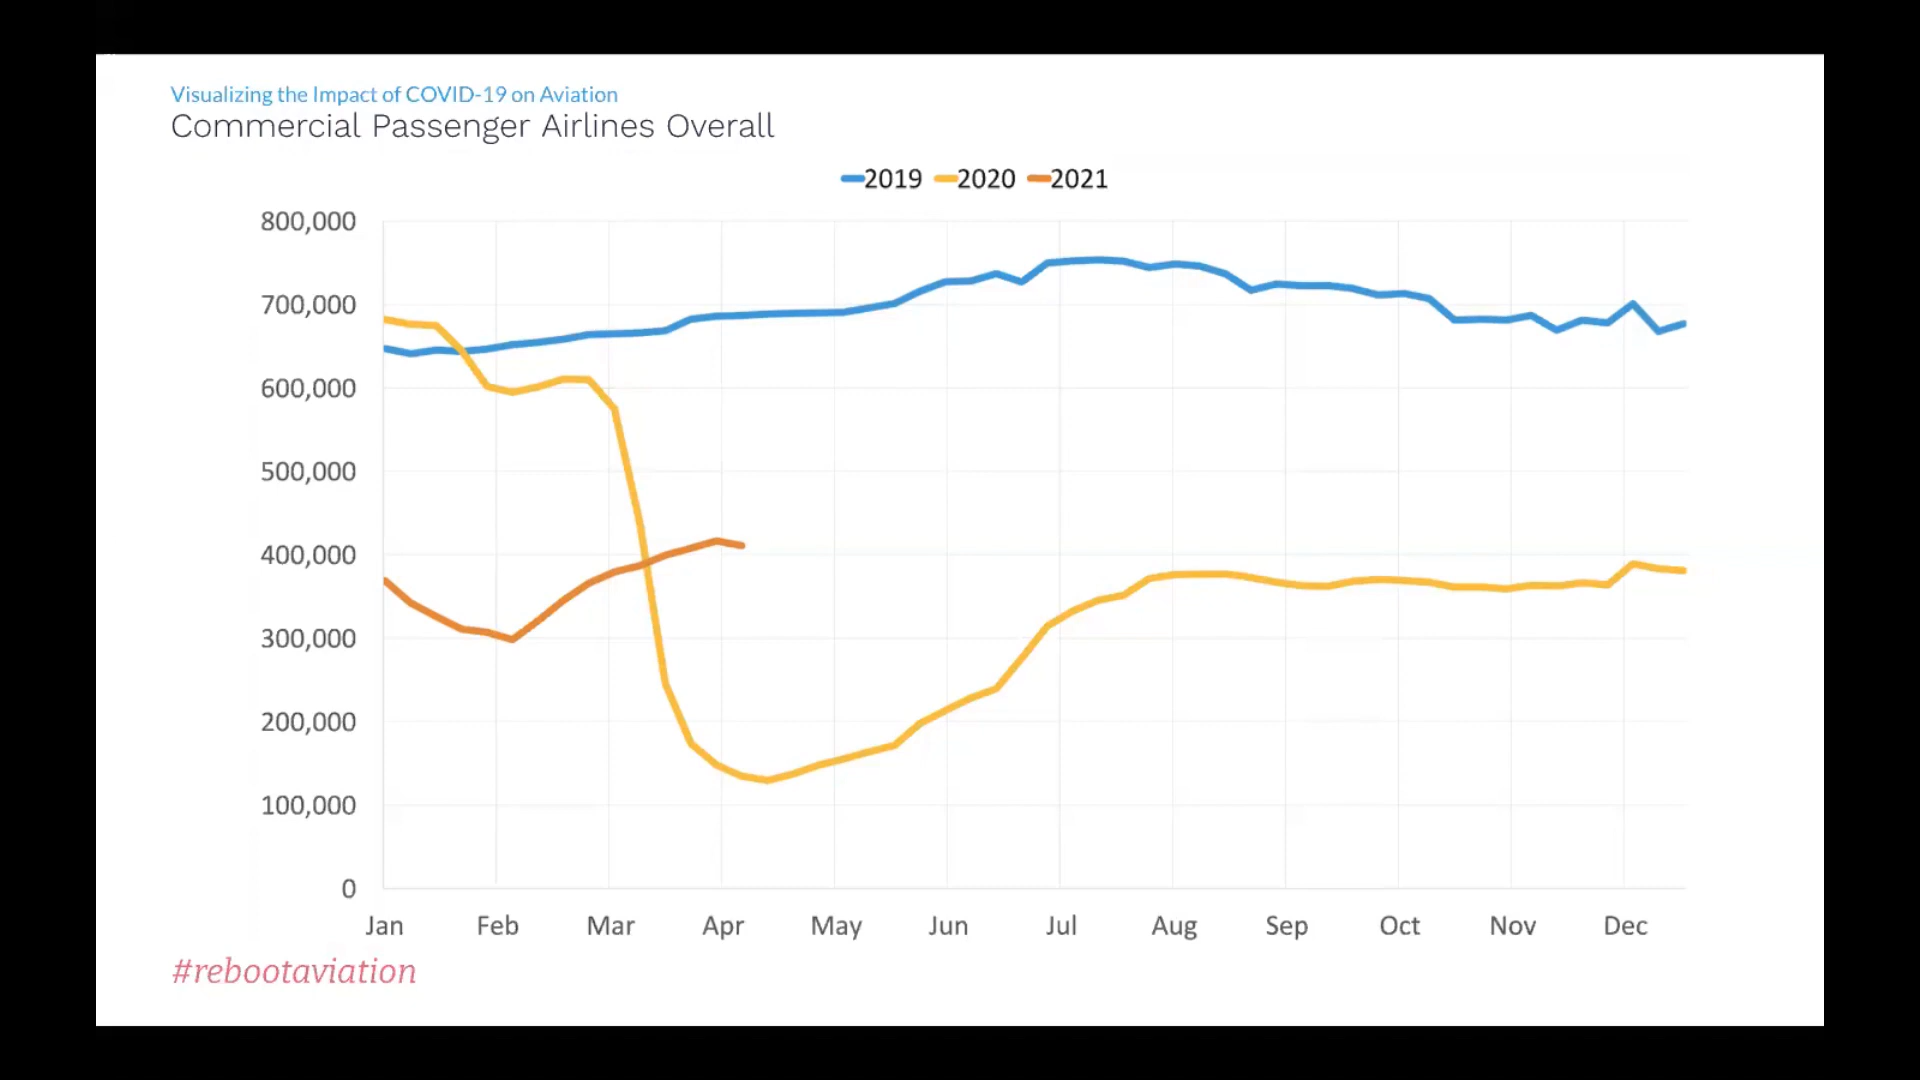 Visualizing the Impact of COVID-19 on Aviation
Commercial Passenger Airlines Overall
2019 2020 2021
800,000
700,000
600,000
500,000
400,000
300,000
200,000
100,000
0
Jan Feb Mar Apr May Jun Jul Aug Sep Oct Nov Dec
#rebootaviation